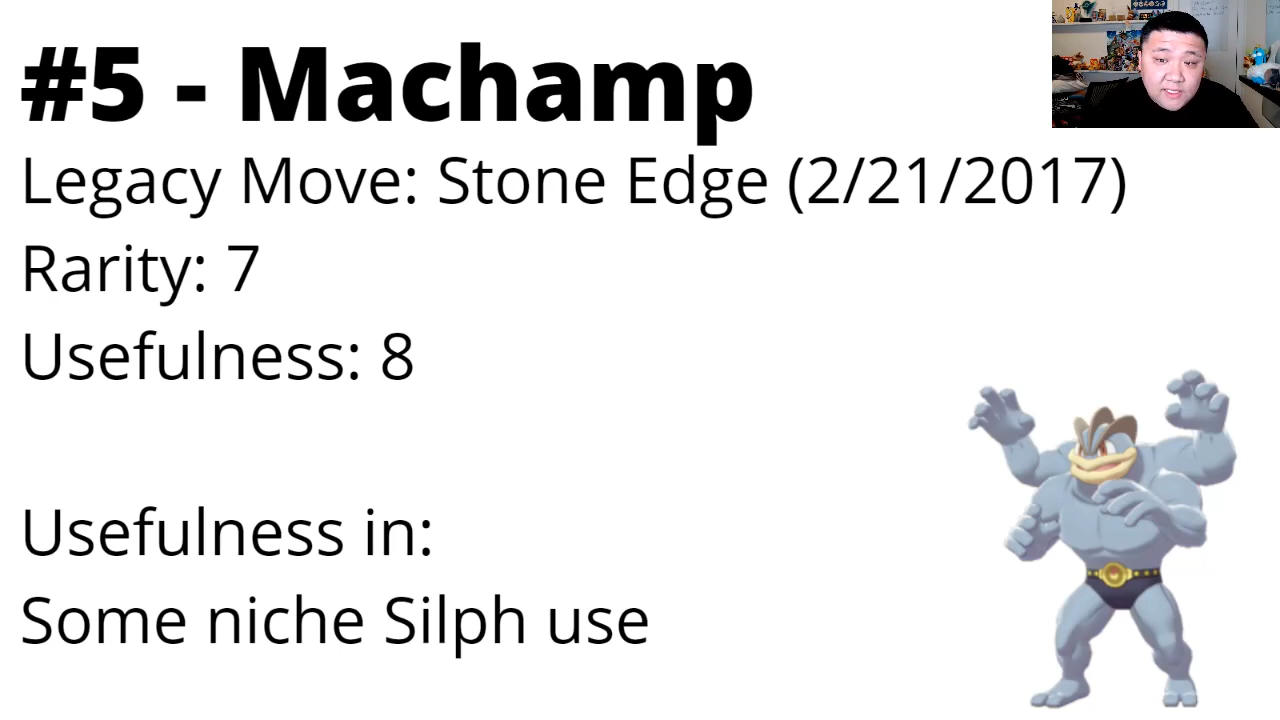 #5 - Machamp
Legacy Move: Stone Edge (2/21/2017)
Rarity: 7
Usefulness: 8
Usefulness in:
Some niche Silph use